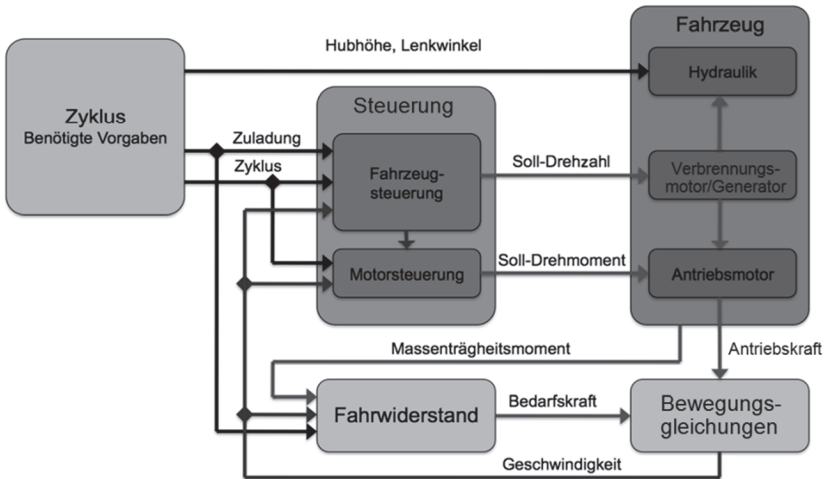 Zyklus
Benötigte Vorgaben
Hubhöhe, Lenkwinkel
Zuladung
Zyklus
Steuerung
Fahrzeug-
steuerung
Motorsteuerung
Soll-Drehzahl
Soll-Drehmoment
Fahrzeug
Hydraulik
Verbrennungs-
motor/Generator
Antriebsmotor
Massenträgheitsmoment
Antriebskraft
Fahrwiderstand
Bedarfskraft
Bewegungs-
gleichungen
Geschwindigkeit